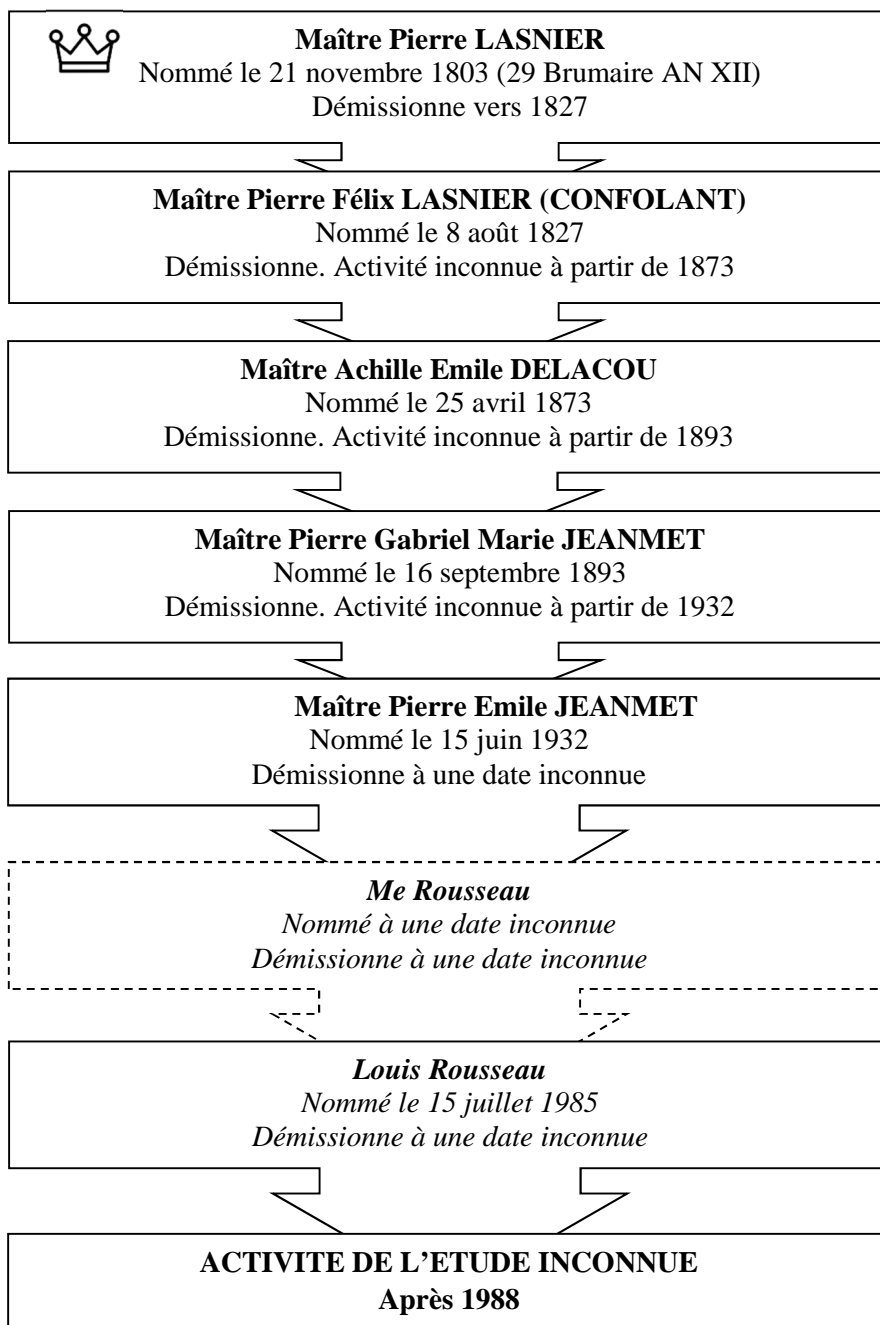 Maître Pierre LASNIER
Nommé le 21 novembre 1803 (29 Brumaire AN XII)
Démissionne vers 1827
Maître Pierre Félix LASNIER (CONFOLANT)
Nommé le 8 août 1827
Démissionne. Activité inconnue à partir de 1873
Maître Achille Emile DELACOU
Nommé le 25 avril 1873
Démissionne. Activité inconnue à partir de 1893
Maître Pierre Gabriel Marie JEANMET
Nommé le 16 septembre 1893
Démissionne. Activité inconnue à partir de 1932
Maître Pierre Emile JEANMET
Nommé le 15 juin 1932
Démissionne à une date inconnue
Me Rousseau
Nommé à une date inconnue
Démissionne à une date inconnue
Louis Rousseau
Nommé le 15 juillet 1985
Démissionne à une date inconnue
ACTIVITE DE L'ETUDE INCONNUE
Après 1988